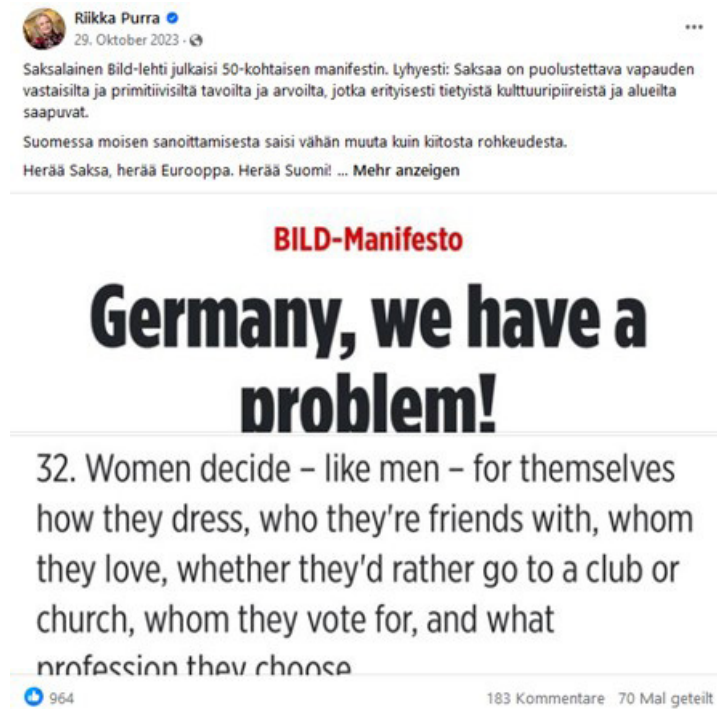 Riikka Purra
29. Oktober 2023 ·
Saksalainen Bild-lehti julkaisi 50-kohtaisen manifestin. Lyhyesti: Saksaa on puolustettava vapauden
vastaisilta ja primitiivisiltä tavoilta ja arvoilta, jotka erityisesti tietyistä kulttuuripiireistä ja alueilta
saapuvat.
Suomessa moisen sanoittamisesta saisi vähän muuta kuin kiitosta rohkeudesta.
Herää Saksa, herää Eurooppa. Herää Suomi! ... Mehr anzeigen
BILD-Manifesto
Germany, we have a
problem!
32. Women decide – like men – for themselves
how they dress, who they're friends with, whom
they love, whether they'd rather go to a club or
church, whom they vote for, and what
profession they choose
964
183 Kommentare 70 Mal geteilt